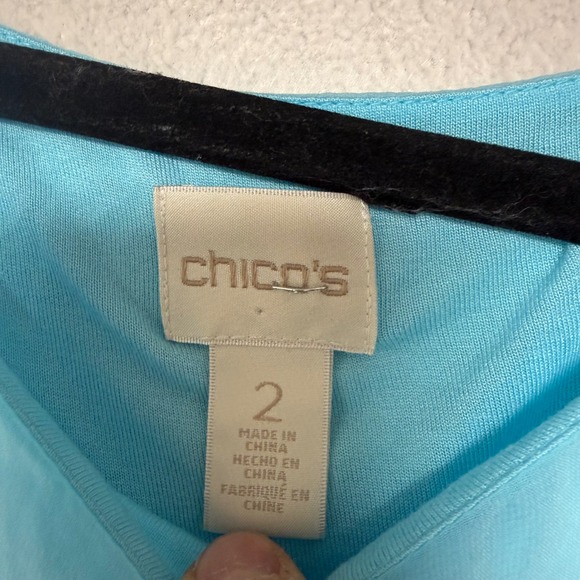 chico's
2
MADE IN
CHINA
HECHO EN
CHINA
FABRIQUÉ EN
CHINE